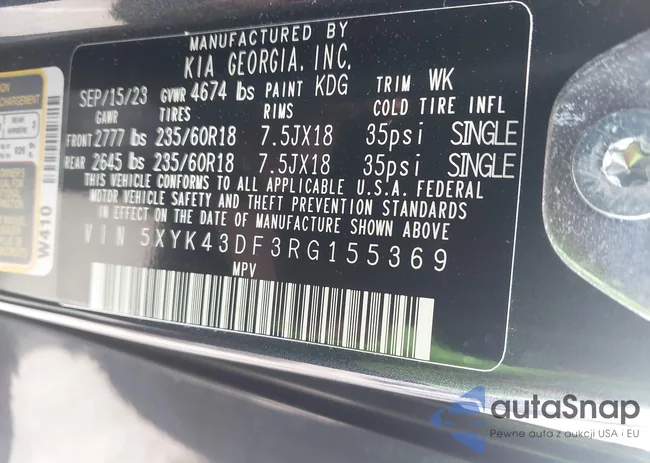 MANUFACTURED BY
KIA GEORGIA, INC.
SEP/15/23 GVWR 4674 lbs PAINT KDG TRIM WK
GAWR TIRES RIMS COLD TIRE INFL
FRONT 2777 lbs 235/60R18 7.5JX18 35psi SINGLE
REAR 2645 lbs 235/60R18 7.5JX18 35psi SINGLE
THIS VEHICLE CONFORMS TO ALL APPLICABLE U.S.A. FEDERAL
MOTOR VEHICLE SAFETY AND THEFT PREVENTION STANDARDS
IN EFFECT ON THE DATE OF MANUFACTURE SHOWN ABOVE
VIN 5XYK43DF3RG155369
MPV
W410
autaSnap
Pewne auta z aukcji USA i EU